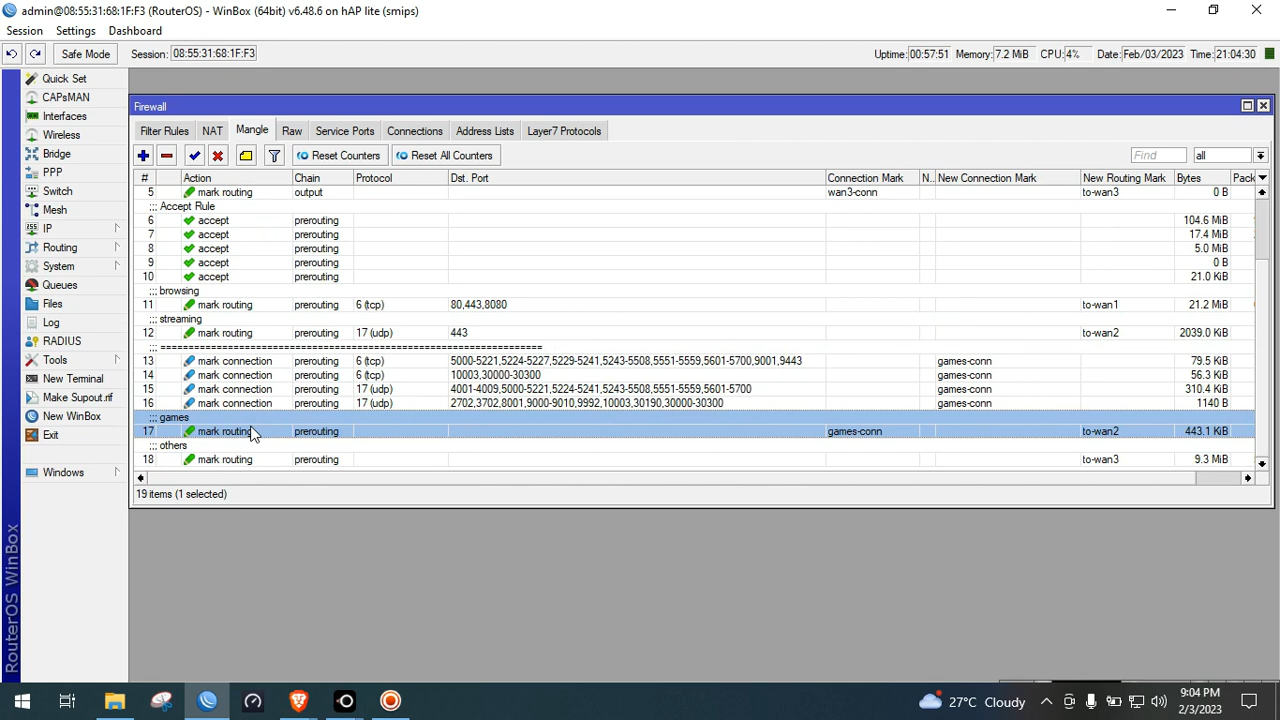 admin@08:55:31:68:1F:F3 (RouterOS) - WinBox (64bit) v6.48.6 on hAP lite (smips)
Session Settings Dashboard
Safe Mode Session: 08:55:31:68:1F:F3 Uptime: 00:57:51 Memory: 7.2 MiB CPU: 4% Date: Feb/03/2023 Time: 21:04:30
Quick Set
CAPsMAN
Interfaces
Wireless
Bridge
PPP
Switch
Mesh
IP
Routing
System
Queues
Files
Log
RADIUS
Tools
New Terminal
Make Supout.rif
New WinBox
Exit
Windows
RouterOS WinBox
Firewall
Filter Rules NAT Mangle Raw Service Ports Connections Address Lists Layer7 Protocols
Reset Counters Reset All Counters Find all
# Action Chain Protocol Dst. Port Connection Mark N.. New Connection Mark New Routing Mark Bytes Pack
5 mark routing output wan3-conn to-wan3 0 B
::: Accept Rule
6 accept prerouting 104.6 MiB
7 accept prerouting 17.4 MiB
8 accept prerouting 5.0 MiB
9 accept prerouting 0 B
10 accept prerouting 21.0 KiB
::: browsing
11 mark routing prerouting 6 (tcp) 80,443,8080 to-wan1 21.2 MiB
::: streaming
12 mark routing prerouting 17 (udp) 443 to-wan2 2039.0 KiB
::: =============================================================
13 mark connection prerouting 6 (tcp) 5000-5221,5224-5227,5229-5241,5243-5508,5551-5559,5601-5700,9001,9443 games-conn 79.5 KiB
14 mark connection prerouting 6 (tcp) 10003,30000-30300 games-conn 56.3 KiB
15 mark connection prerouting 17 (udp) 4001-4009,5000-5221,5224-5241,5243-5508,5551-5559,5601-5700 games-conn 310.4 KiB
16 mark connection prerouting 17 (udp) 2702,3702,8001,9000-9010,9992,10003,30190,30000-30300 games-conn 1140 B
::: games
17 mark routing prerouting games-conn to-wan2 443.1 KiB
::: others
18 mark routing prerouting to-wan3 9.3 MiB
19 items (1 selected)
27°C Cloudy
9:04 PM
2/3/2023